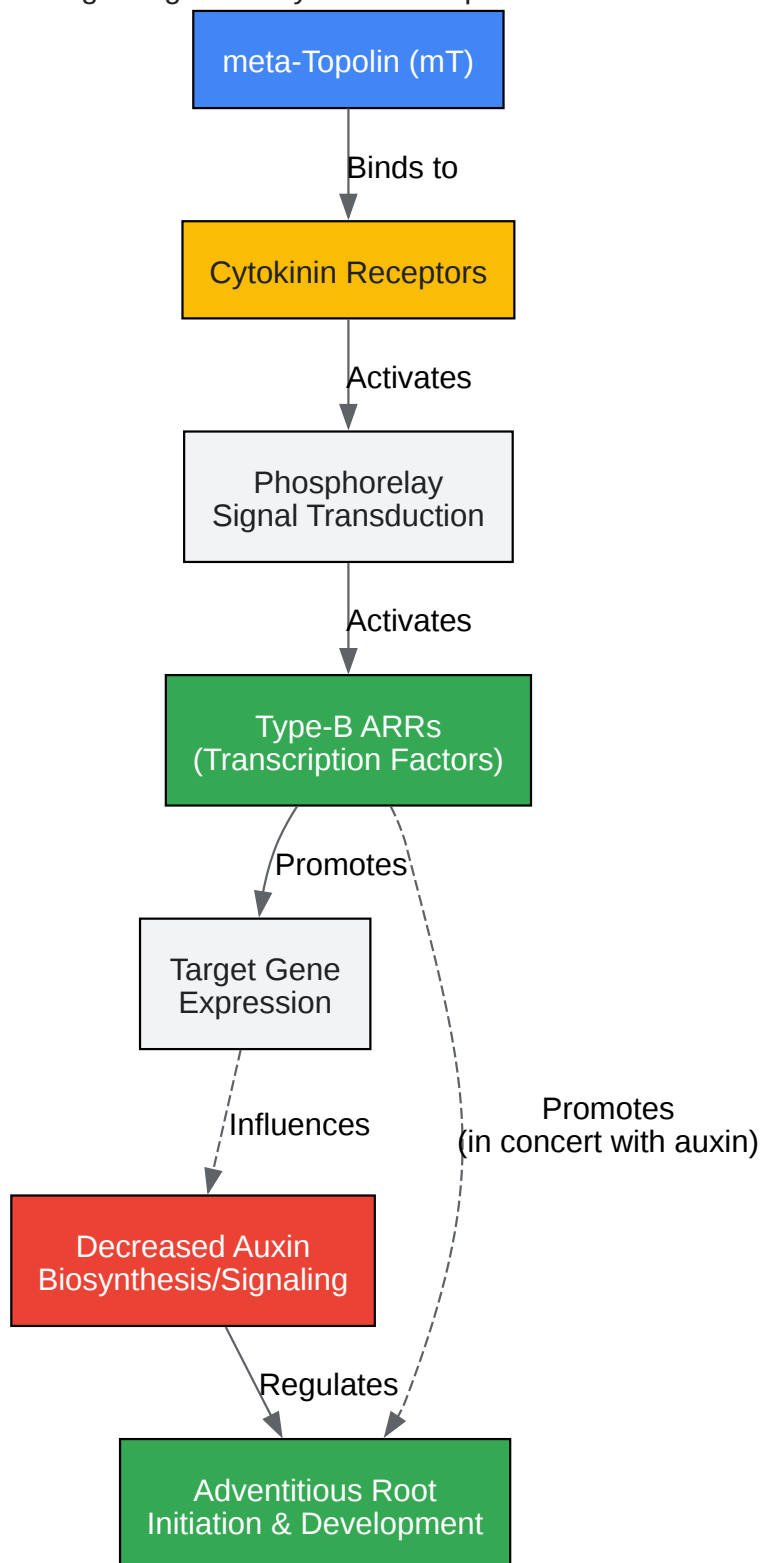 meta-Topolin (mT)
Binds to
Cytokinin Receptors
Activates
Phosphorelay
Signal Transduction
Activates
Type-B ARRs
(Transcription Factors)
Promotes
Target Gene
Expression
Influences
Promotes
(in concert with auxin)
Decreased Auxin
Biosynthesis/Signaling
Regulates
Adventitious Root
Initiation & Development